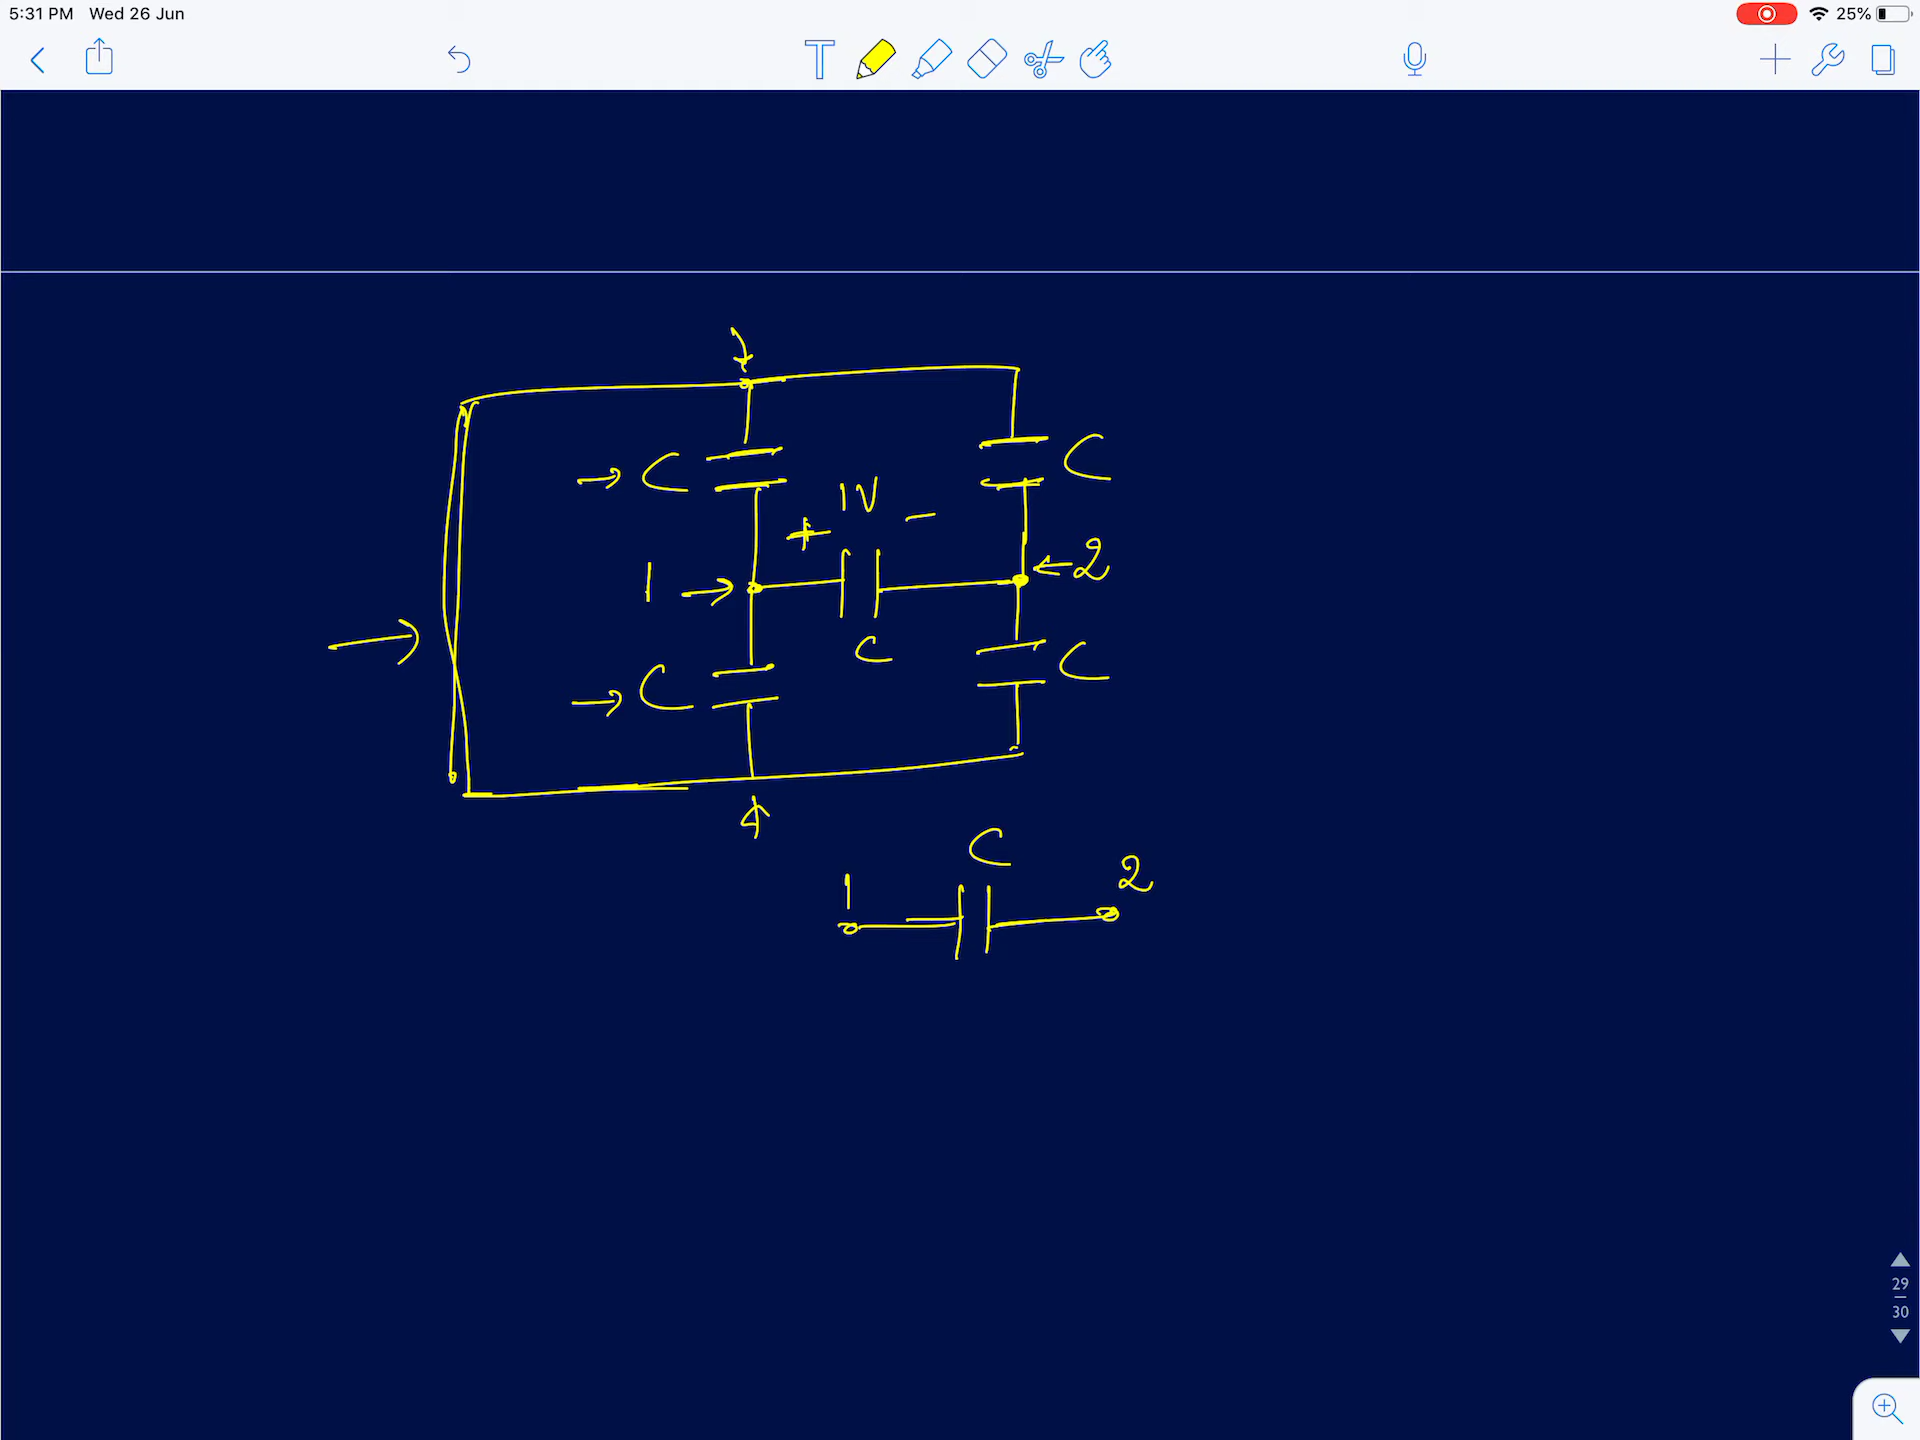 5:31 PM Wed 26 Jun
25%
T
→ C
C
1V
+ -
1 →
← 2
C
→ C
C
C
1
2
29
30